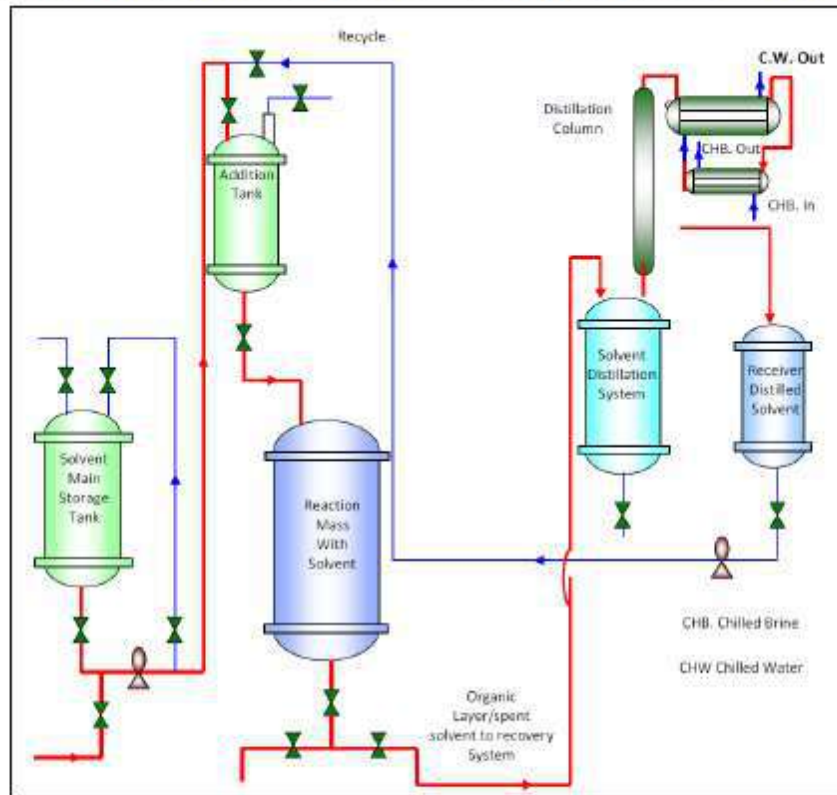 Recycle
C.W. Out
Distillation
Column
CHB. Out
CHB. In
Addition
Tank
Solvent
Distillation
System
Receiver
Distilled
Solvent
Solvent
Main
Storage
Tank
Reaction
Mass
With
Solvent
CHB. Chilled Brine
CHW Chilled Water
Organic
Layer/spent
solvent to recovery
System